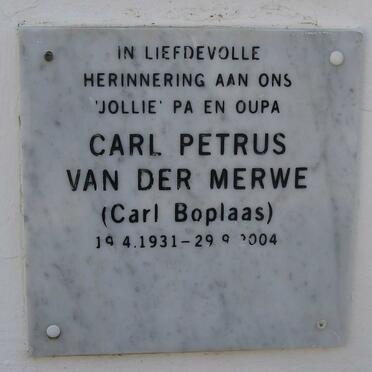 IN LIEFDEVOLLE
HERINNERING AAN ONS
'JOLLIE' PA EN OUPA
CARL PETRUS
VAN DER MERWE
(Carl Boplaas)
19.4.1931-29.9.2004